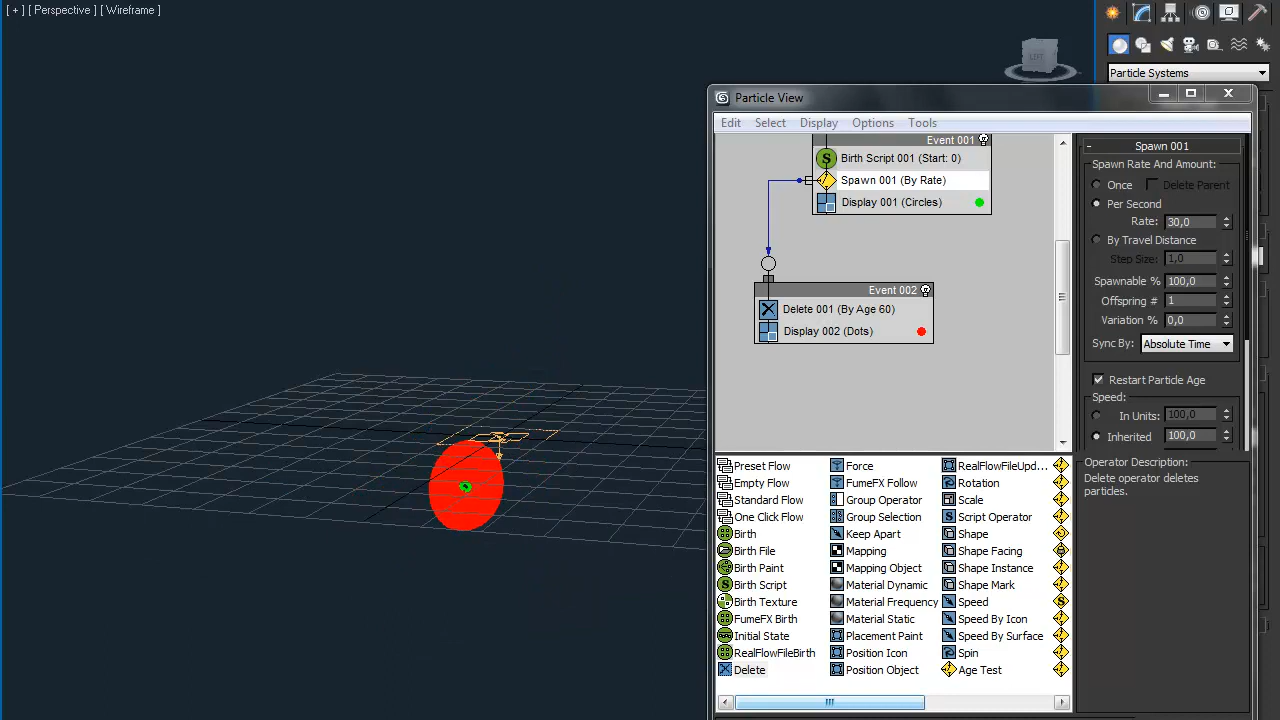 [ + ] [ Perspective ] [ Wireframe ]
LEFT
Particle Systems
Particle View
Edit Select Display Options Tools
Event 001
Birth Script 001 (Start: 0)
Spawn 001 (By Rate)
Display 001 (Circles)
Event 002
Delete 001 (By Age 60)
Display 002 (Dots)
- Spawn 001
Spawn Rate And Amount:
Once Delete Parent
Per Second
Rate: 30,0
By Travel Distance
Step Size: 1,0
Spawnable % 100,0
Offspring # 1
Variation % 0,0
Sync By: Absolute Time
Restart Particle Age
Speed:
In Units: 100,0
Inherited 100,0
Operator Description:
Delete operator deletes
particles.
Preset Flow Force RealFlowFileUpd...
Empty Flow FumeFX Follow Rotation
Standard Flow Group Operator Scale
One Click Flow Group Selection Script Operator
Birth Keep Apart Shape
Birth File Mapping Shape Facing
Birth Paint Mapping Object Shape Instance
Birth Script Material Dynamic Shape Mark
Birth Texture Material Frequency Speed
FumeFX Birth Material Static Speed By Icon
Initial State Placement Paint Speed By Surface
RealFlowFileBirth Position Icon Spin
Delete Position Object Age Test